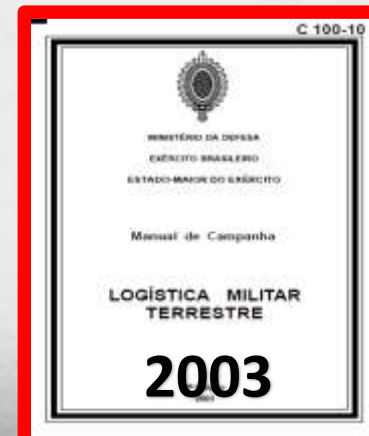 C 100-10
MINISTÉRIO DA DEFESA
EXÉRCITO BRASILEIRO
ESTADO-MAIOR DO EXÉRCITO
Manual de Campanha
LOGÍSTICA MILITAR
TERRESTRE
2003